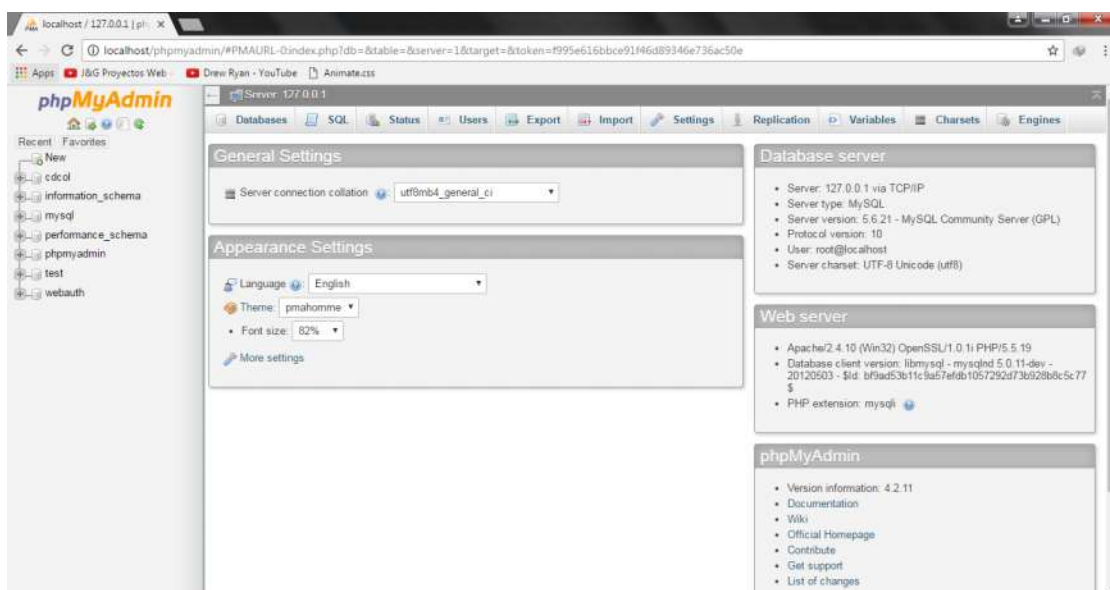 localhost / 127.0.0.1 | ph
localhost/phpmyadmin/#PMAURL-0:index.php?db=&table=&server=1&target=&token=f995e616bbce91f46d89346e736ac50e
Apps
J&G Proyectos Web
Drew Ryan - YouTube
Animate.css
phpMyAdmin
Recent Favorites
New
cdcol
information_schema
mysql
performance_schema
phpmyadmin
test
webauth
Server: 127.0.0.1
Databases SQL Status Users Export Import Settings Replication Variables Charsets Engines
General Settings
Server connection collation utf8mb4_general_ci
Appearance Settings
Language : English
Theme: pmahomme
• Font size: 82%
More settings
Database server
• Server: 127.0.0.1 via TCP/IP
• Server type: MySQL
• Server version: 5.6.21 - MySQL Community Server (GPL)
• Protocol version: 10
• User: root@localhost
• Server charset: UTF-8 Unicode (utf8)
Web server
• Apache/2.4.10 (Win32) OpenSSL/1.0.1i PHP/5.5.19
• Database client version: libmysql - mysqlnd 5.0.11-dev -
20120503 - $Id: bf9ad53b11c9a57efdb1057292d73b928b8c5c77
$
• PHP extension: mysqli
phpMyAdmin
• Version information: 4.2.11
• Documentation
• Wiki
• Official Homepage
• Contribute
• Get support
• List of changes